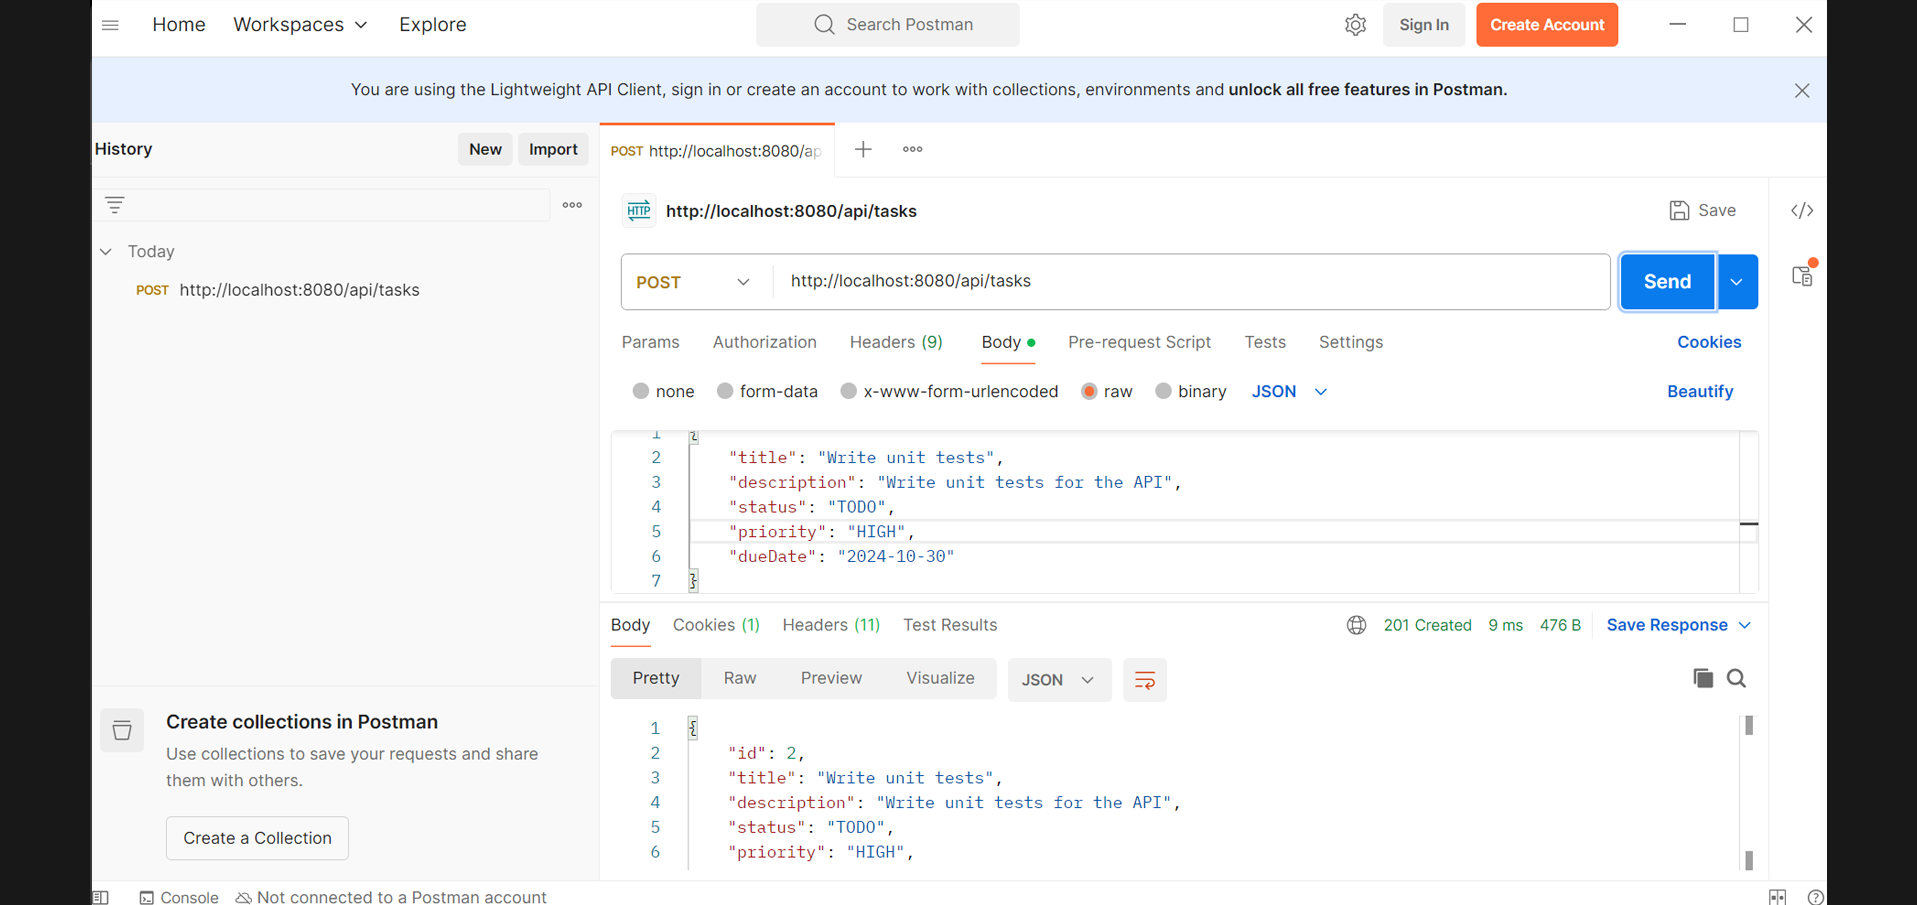 Home Workspaces Explore Search Postman Sign In Create Account
You are using the Lightweight API Client, sign in or create an account to work with collections, environments and unlock all free features in Postman.
History New Import
POST http://localhost:8080/ap
HTTP http://localhost:8080/api/tasks Save </>
Today
POST http://localhost:8080/api/tasks
POST http://localhost:8080/api/tasks Send
Params Authorization Headers (9) Body Pre-request Script Tests Settings Cookies
none form-data x-www-form-urlencoded raw binary JSON Beautify
1 {
2 "title": "Write unit tests",
3 "description": "Write unit tests for the API",
4 "status": "TODO",
5 "priority": "HIGH",
6 "dueDate": "2024-10-30"
7 }
Body Cookies (1) Headers (11) Test Results 201 Created 9 ms 476 B Save Response
Pretty Raw Preview Visualize JSON
1 {
2 "id": 2,
3 "title": "Write unit tests",
4 "description": "Write unit tests for the API",
5 "status": "TODO",
6 "priority": "HIGH",
Create collections in Postman
Use collections to save your requests and share
them with others.
Create a Collection
Console Not connected to a Postman account